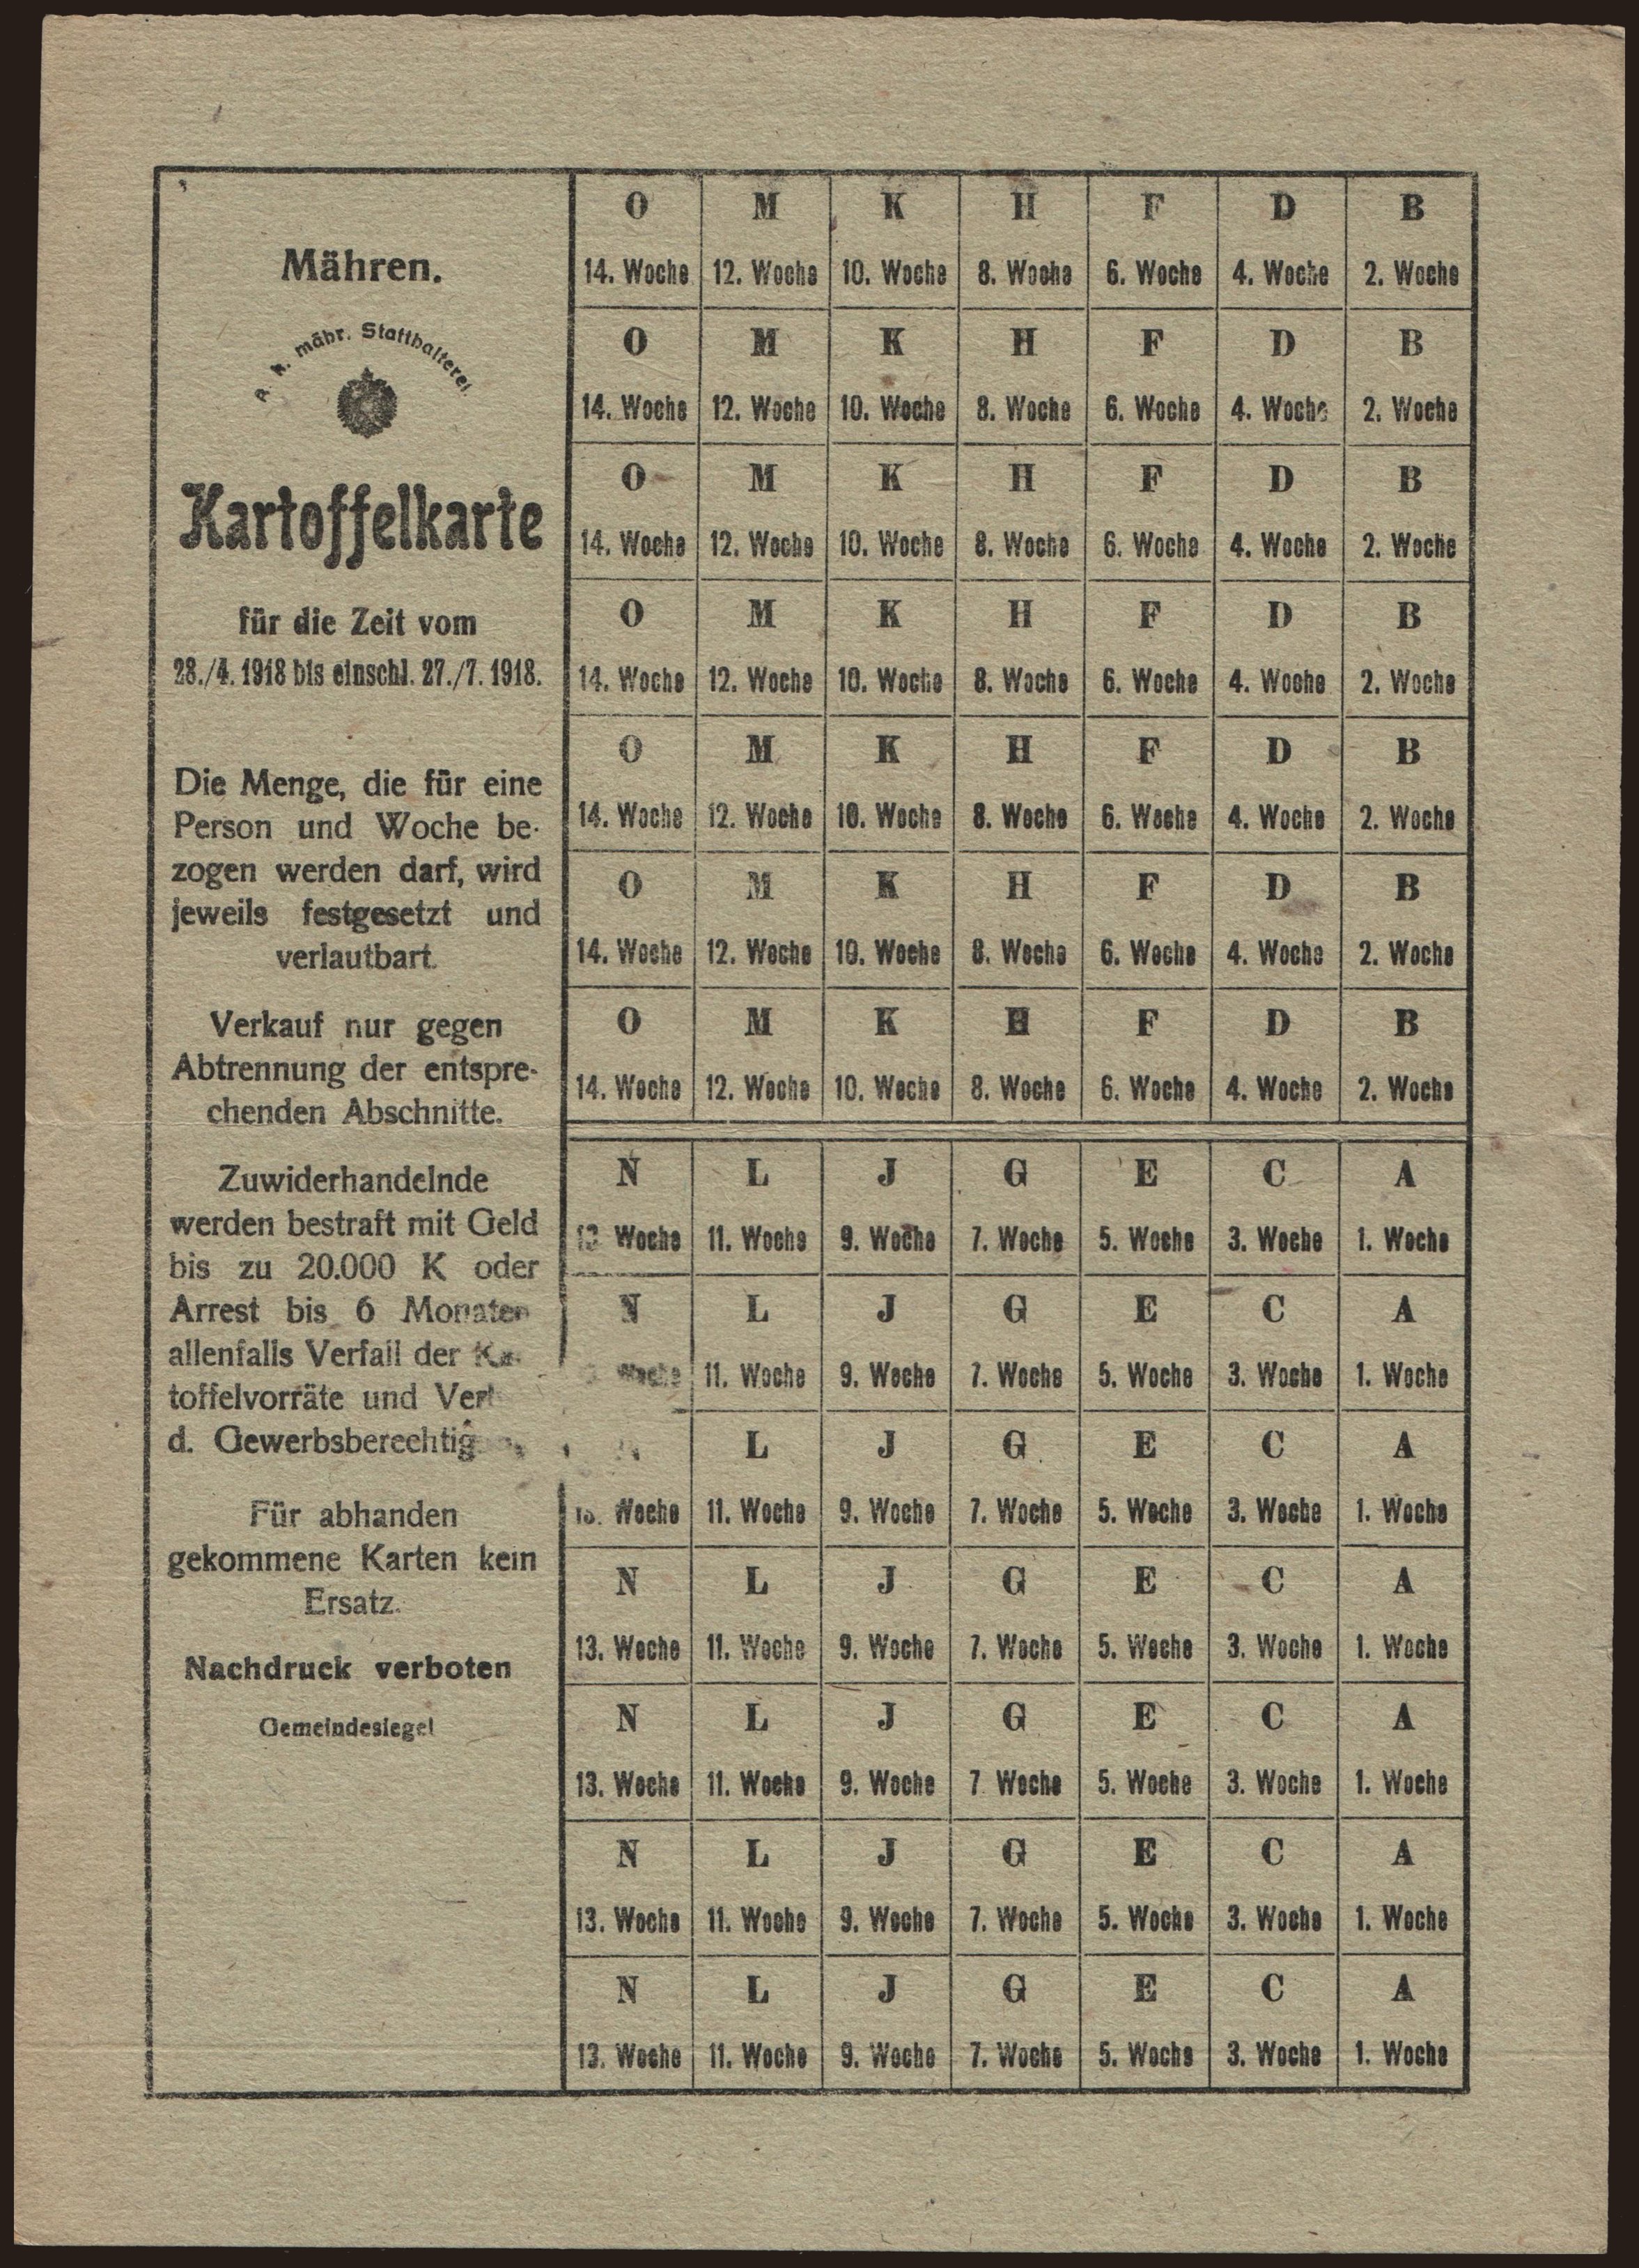 Mähren.
k. mähr. Statthalterei
Kartoffelkarte
für die Zeit vom
28./4. 1918 bis einschl. 27./7. 1918.
Die Menge, die für eine
Person und Woche be-
zogen werden darf, wird
jeweils festgesetzt und
verlautbart.
Verkauf nur gegen
Abtrennung der entspre-
chenden Abschnitte.
Zuwiderhandelnde
werden bestraft mit Geld
bis zu 20.000 K oder
Arrest bis 6 Monaten
allenfalls Verfall der
toffelvorräte und
d.
Für abhanden
gekommene Karten kein
Ersatz.
Nachdruck verboten
Gemeindesiegel
O M K H F D B
14. Woche 12. Woche 10. Woche 8. Woche 6. Woche 4. Woche 2. Woche
O M K H F D B
14. Woche 12. Woche 10. Woche 8. Woche 6. Woche 4. Woche 2. Woche
O M K H F D B
14. Woche 12. Woche 10. Woche 8. Woche 6. Woche 4. Woche 2. Woche
O M K H F D B
14. Woche 12. Woche 10. Woche 8. Woche 6. Woche 4. Woche 2. Woche
O M K H F D B
14. Woche 12. Woche 10. Woche 8. Woche 6. Woche 4. Woche 2. Woche
O M K H F D B
14. Woche 12. Woche 10. Woche 8. Woche 6. Woche 4. Woche 2. Woche
O M K H F D B
14. Woche 12. Woche 10. Woche 8. Woche 6. Woche 4. Woche 2. Woche
N L J G E C A
13. Woche 11. Woche 9. Woche 7. Woche 5. Woche 3. Woche 1. Woche
N L J G E C A
Woche 11. Woche 9. Woche 7. Woche 5. Woche 3. Woche 1. Woche
L J G E C A
13. Woche 11. Woche 9. Woche 7. Woche 5. Woche 3. Woche 1. Woche
N L J G E C A
13. Woche 11. Woche 9. Woche 7. Woche 5. Woche 3. Woche 1. Woche
N L J G E C A
13. Woche 11. Woche 9. Woche 7 Woche 5. Woche 3. Woche 1. Woche
N L J G E C A
13. Woche 11. Woche 9. Woche 7. Woche 5. Woche 3. Woche 1. Woche
N L J G E C A
13. Woche 11. Woche 9. Woche 7. Woche 5. Woche 3. Woche 1. Woche